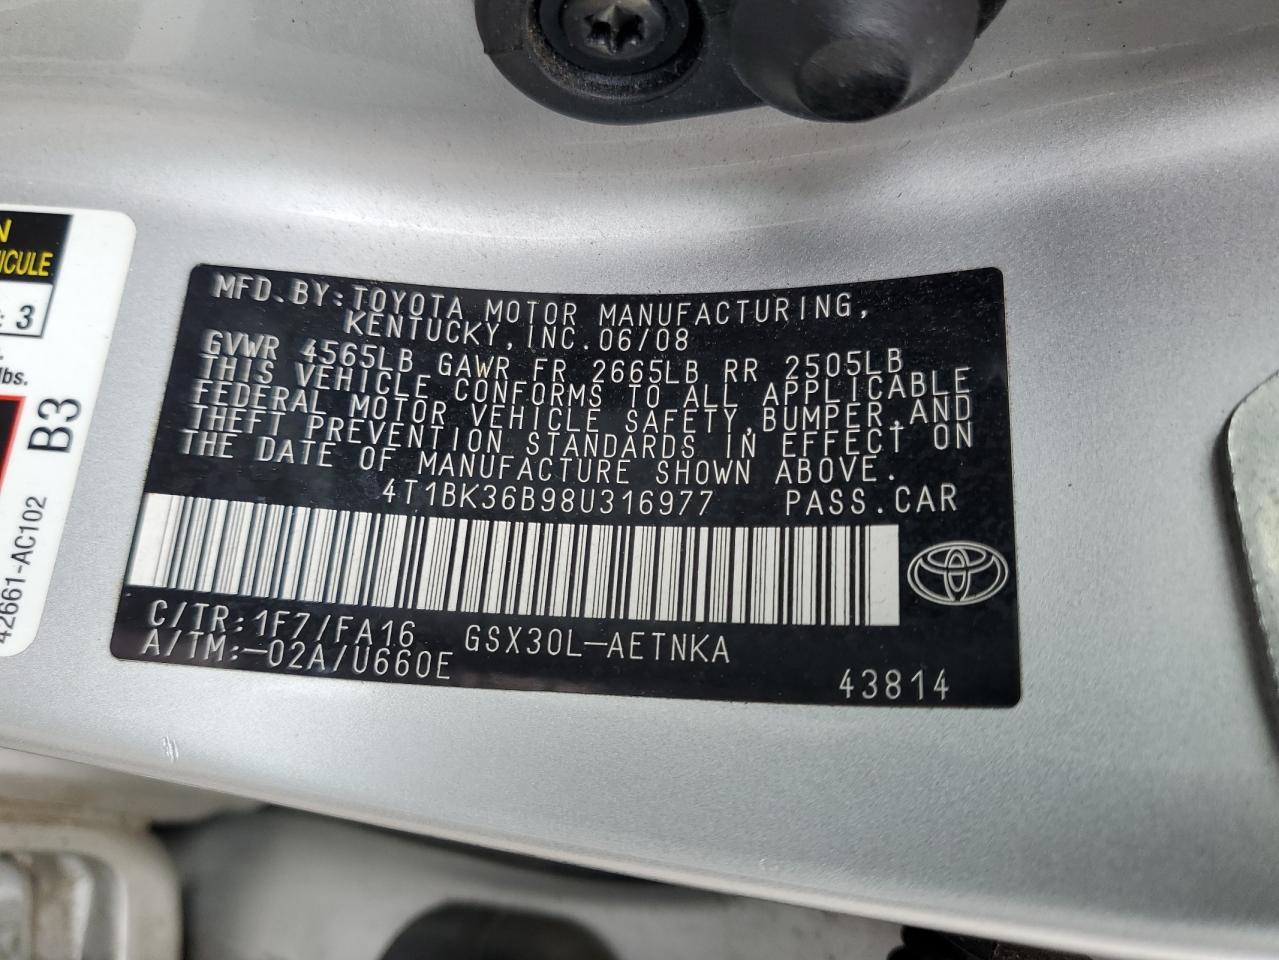 N
ICULE
: 3
lbs.
B3
42661-AC102
MFD.BY:TOYOTA MOTOR MANUFACTURING,
KENTUCKY,INC.06/08
GVWR 4565LB GAWR FR 2665LB RR 2505LB
THIS VEHICLE CONFORMS TO ALL APPLICABLE
FEDERAL MOTOR VEHICLE SAFETY,BUMPER,AND
THEFT PREVENTION STANDARDS IN EFFECT ON
THE DATE OF MANUFACTURE SHOWN ABOVE.
4T1BK36B98U316977 PASS.CAR
C/TR:1F7/FA16 GSX30L-AETNKA
A/TM:-02A/U660E
43814